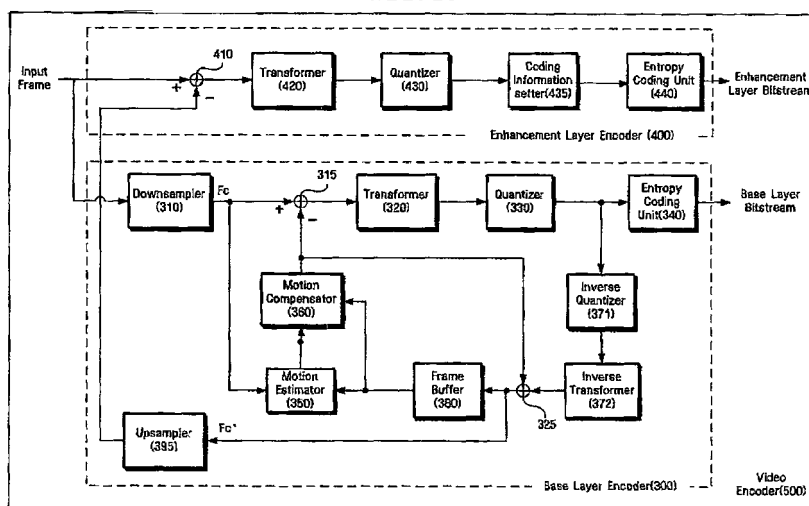 410
Input
Frame
+
−
Transformer
(420)
Quantizer
(430)
Coding
Information
setter(435)
Entropy
Coding Unit
(440)
Enhancement
Layer Bitstream
Enhancement Layer Encoder (400)
315
Downsampler
(310)
Fc
+
−
Transformer
(320)
Quantizer
(330)
Entropy
Coding
Unit(340)
Base Layer
Bitstream
Motion
Compensator
(360)
Inverse
Quantizer
(371)
Motion
Estimator
(350)
Frame
Buffer
(380)
Inverse
Transformer
(372)
325
Upsampler
(395)
Fc'
Base Layer Encoder(300)
Video
Encoder(500)